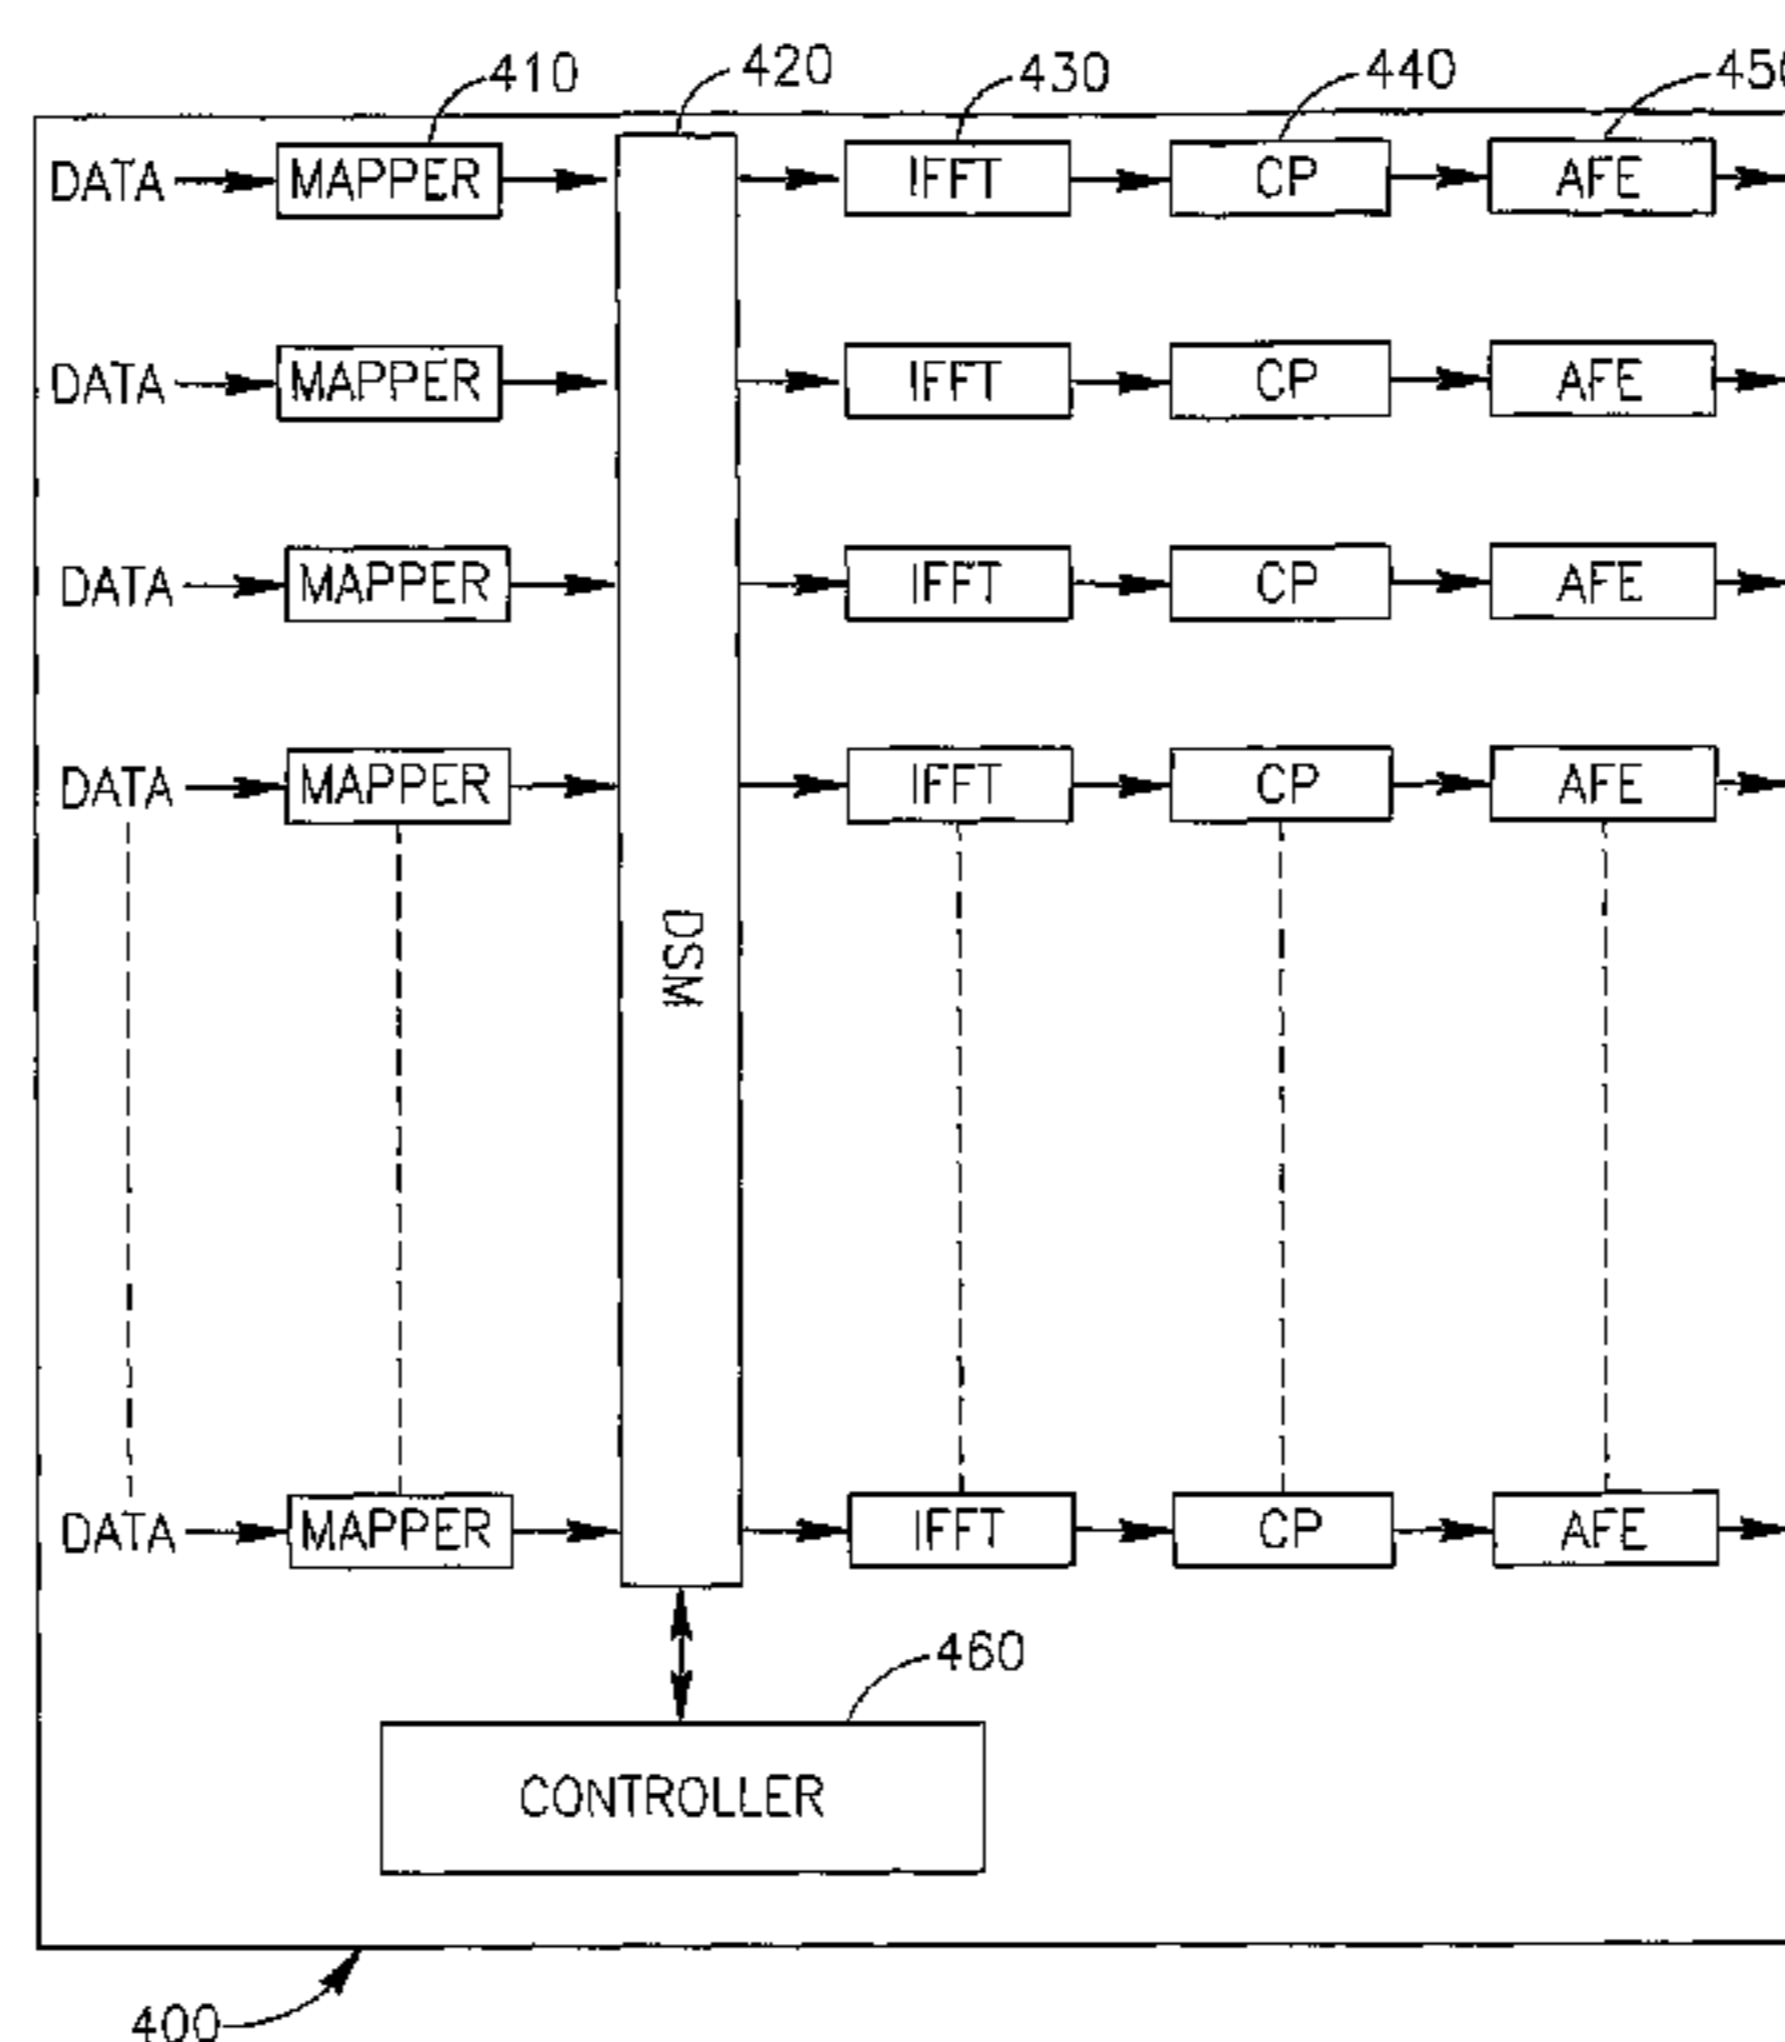 410 420 430 440
DATA MAPPER IFFT CP AFE
DATA MAPPER IFFT CP AFE
DATA MAPPER IFFT CP AFE
DATA MAPPER IFFT CP AFE
DSM
DATA MAPPER IFFT CP AFE
460
CONTROLLER
400